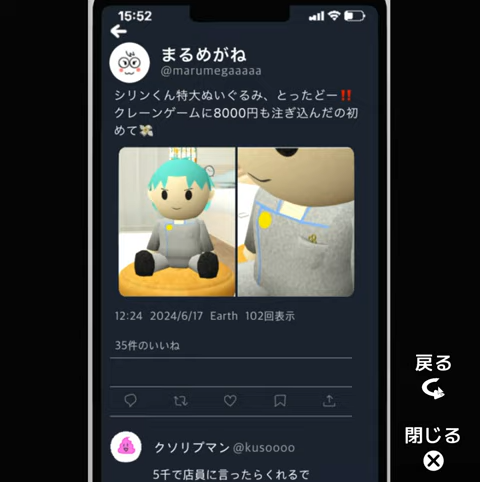 15:52
まるめがね
@marumegaaaaa
シリンくん特大ぬいぐるみ、とったどー‼
クレーンゲームに8000円も注ぎ込んだの初
めて💸
12:24 2024/6/17 Earth 102回表示
35件のいいね
クソリプマン @kusoooo
5千で店員に言ったらくれるで
戻る
閉じる